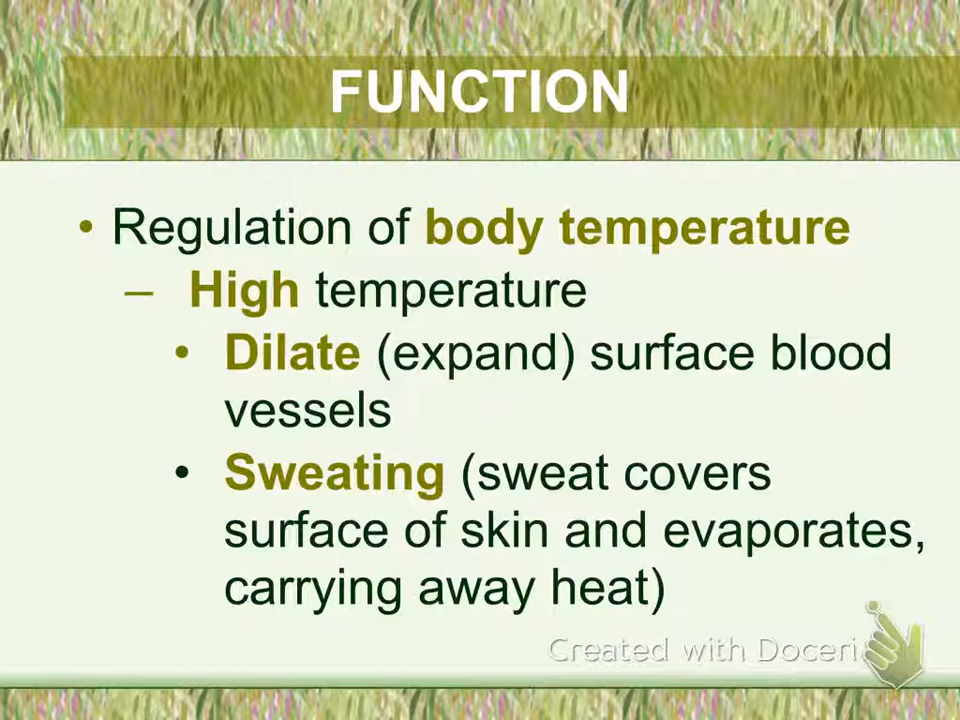 FUNCTION
• Regulation of body temperature
– High temperature
• Dilate (expand) surface blood
vessels
• Sweating (sweat covers
surface of skin and evaporates,
carrying away heat)
Created with Doceri